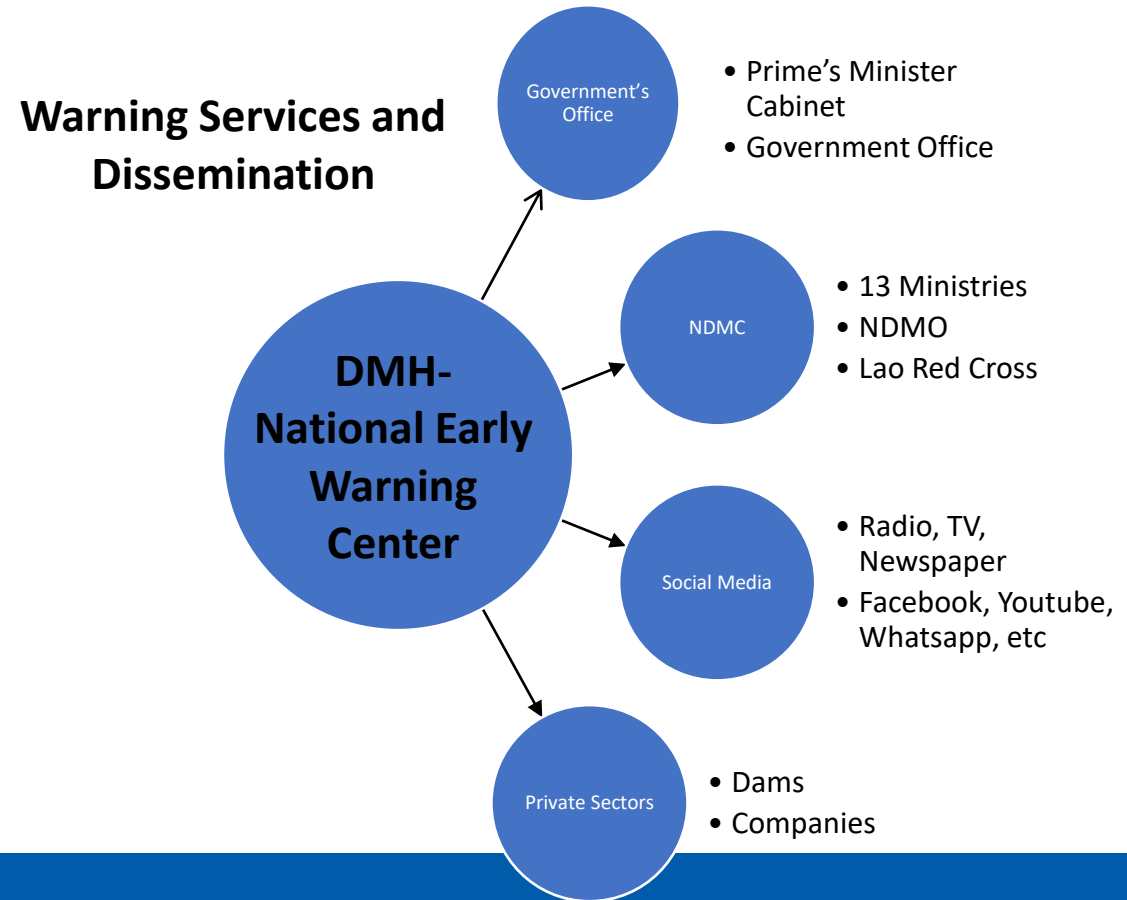 Warning Services and
Dissemination
Government's
Office
• Prime's Minister
Cabinet
• Government Office
NDMC
• 13 Ministries
• NDMO
• Lao Red Cross
DMH-
National Early
Warning
Center
Social Media
• Radio, TV,
Newspaper
• Facebook, Youtube,
Whatsapp, etc
Private Sectors
• Dams
• Companies